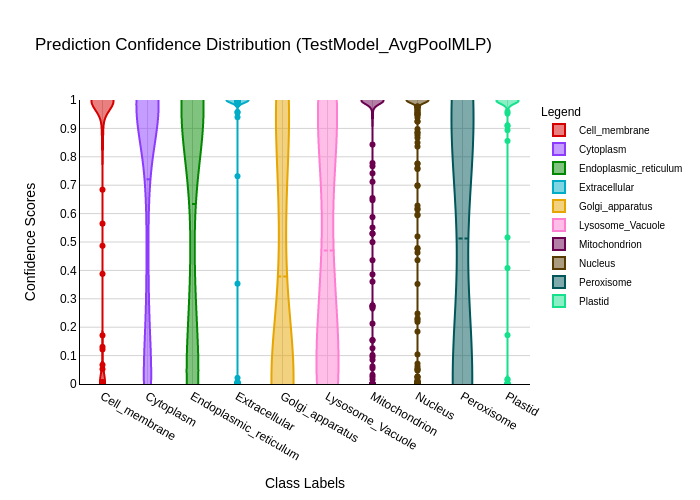 Prediction Confidence Distribution (TestModel_AvgPoolMLP)
Confidence Scores
1
0.9
0.8
0.7
0.6
0.5
0.4
0.3
0.2
0.1
0
Cell_membrane
Cytoplasm
Endoplasmic_reticulum
Extracellular
Golgi_apparatus
Lysosome_Vacuole
Mitochondrion
Nucleus
Peroxisome
Plastid
Class Labels
Legend
Cell_membrane
Cytoplasm
Endoplasmic_reticulum
Extracellular
Golgi_apparatus
Lysosome_Vacuole
Mitochondrion
Nucleus
Peroxisome
Plastid